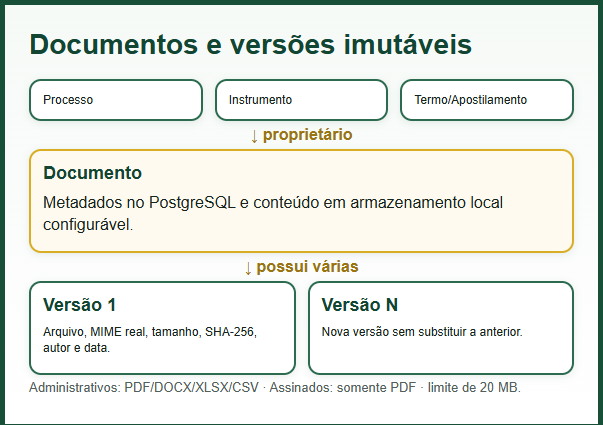 Documentos e versões imutáveis
Processo
Instrumento
Termo/Apostilamento
↓ proprietário
Documento
Metadados no PostgreSQL e conteúdo em armazenamento local
configurável.
↓ possui várias
Versão 1
Arquivo, MIME real, tamanho, SHA-256,
autor e data.
Versão N
Nova versão sem substituir a anterior.
Administrativos: PDF/DOCX/XLSX/CSV · Assinados: somente PDF · limite de 20 MB.